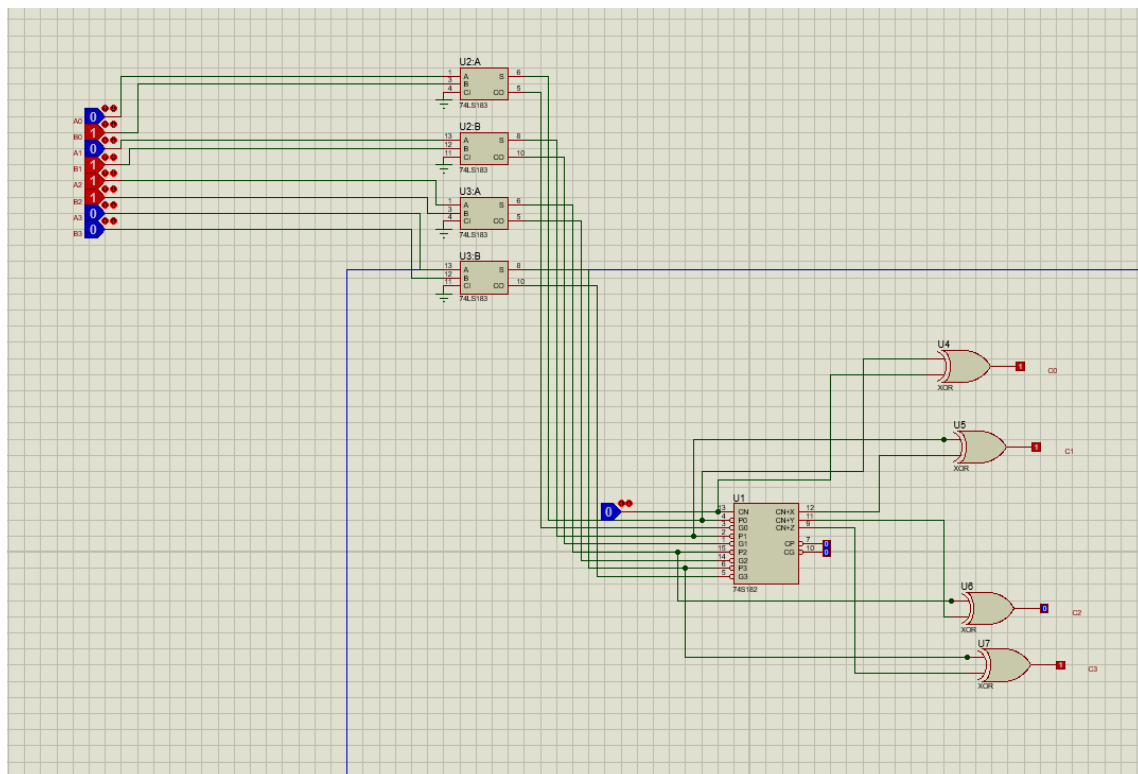 U2:A
1 A S 6
3 B
4 CI CO 5
74LS183
0
A0
1
B0
0
A1
1
B1
1
A2
1
B2
0
A3
0
B3
U2:B
13 A S 8
12 B
11 CI CO 10
74LS183
U3:A
1 A S 6
3 B
4 CI CO 5
74LS183
U3:B
13 A S 8
12 B
11 CI CO 10
74LS183
U4
1
C0
XOR
U5
1
C1
XOR
0
U1
13 CN CN+X 12
4 P0 CN+Y 11
3 G0 CN+Z 9
2 P1
1 G1 CP 7 0
15 P2 CG 10 0
14 G2
6 P3
5 G3
74S182
U6
0
C2
XOR
U7
1
C3
XOR